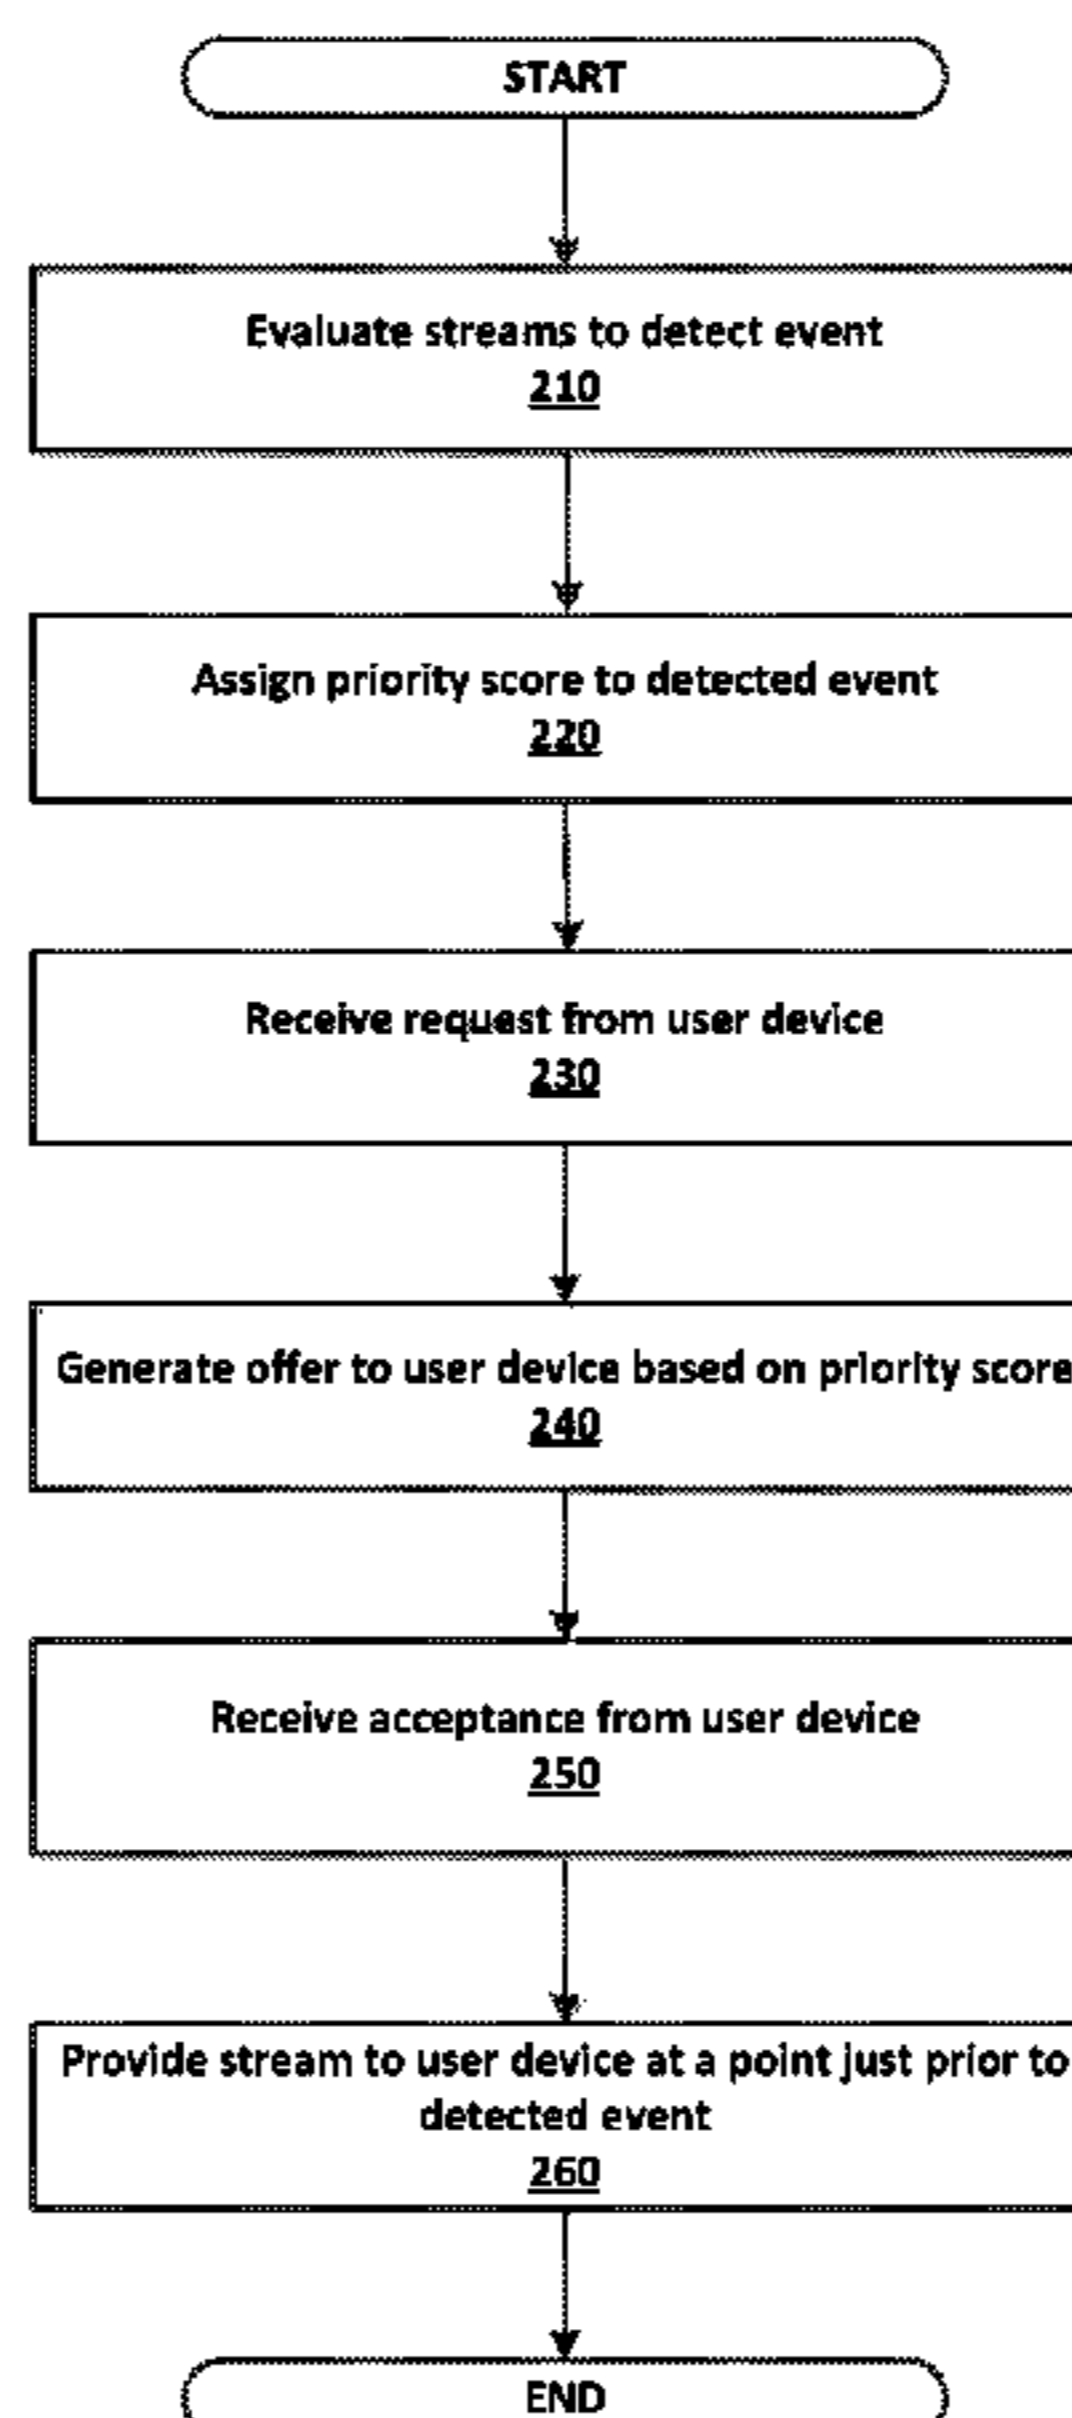 START
Evaluate streams to detect event
210
Assign priority score to detected event
220
Receive request from user device
230
Generate offer to user device based on priority score
240
Receive acceptance from user device
250
Provide stream to user device at a point just prior to
detected event
260
END